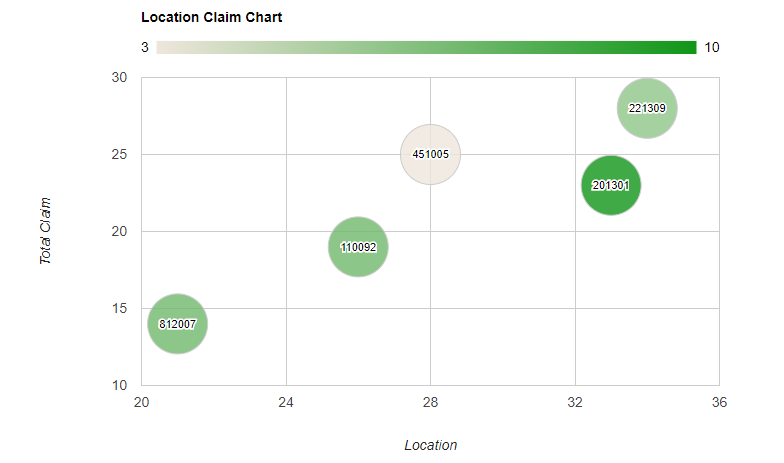 Location Claim Chart
3 10
30
221309
25
451005
201301
Total Claim
20
110092
15
812007
10
20 24 28 32 36
Location